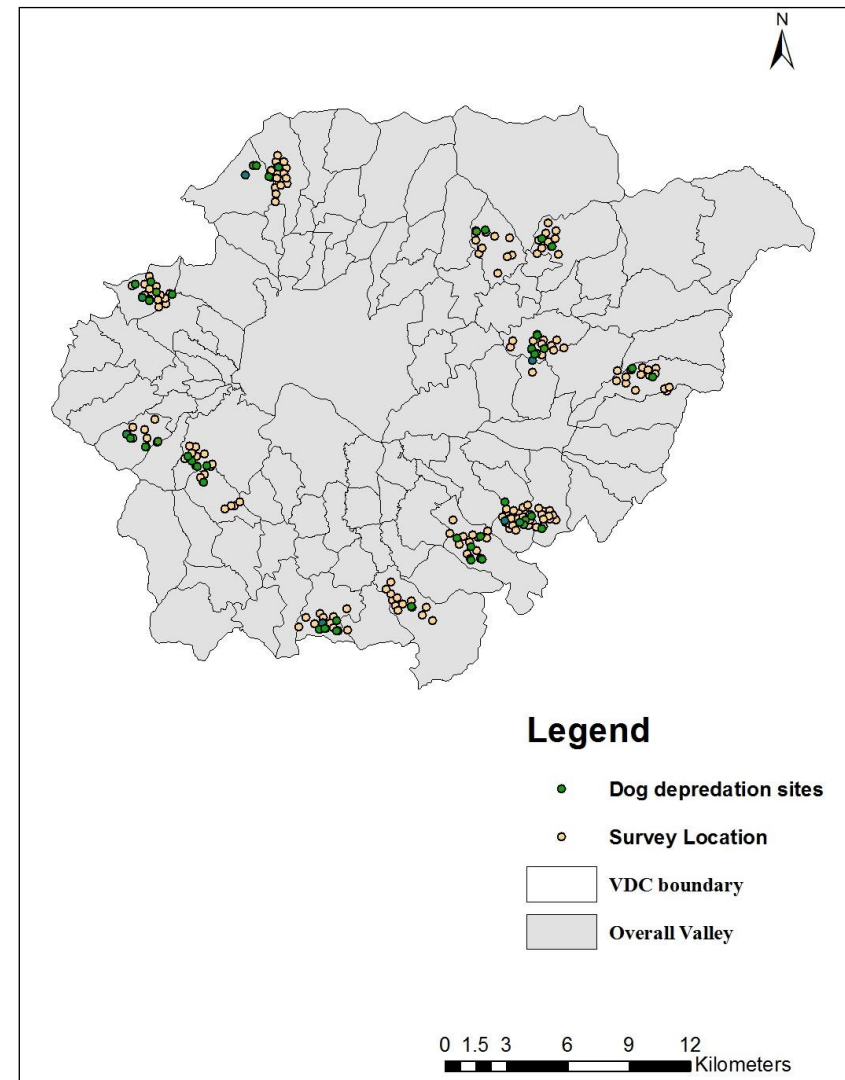 N
Legend
Dog depredation sites
Survey Location
VDC boundary
Overall Valley
0 1.5 3 6 9 12
Kilometers